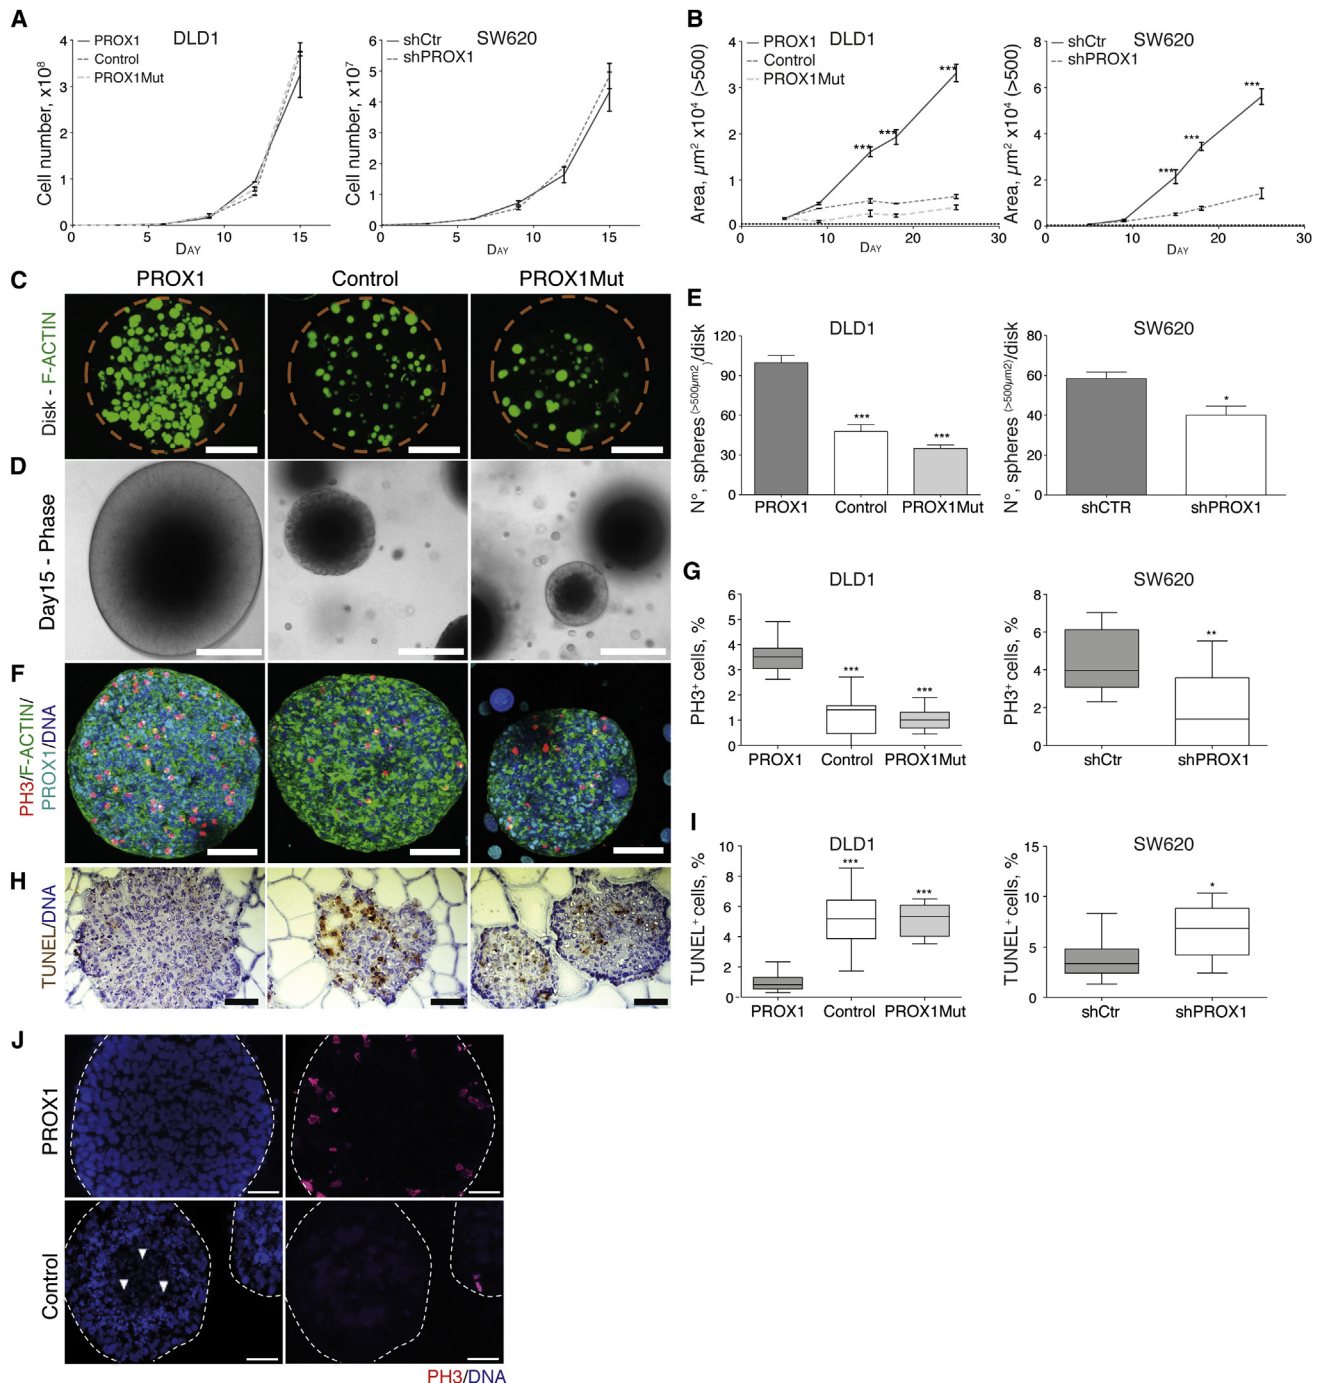 A
DLD1
PROX1
Control
PROX1Mut
Cell number, x10⁸
4
3
2
1
0
0 5 10 15
DAY
SW620
shCtr
shPROX1
Cell number, x10⁷
6
5
4
3
2
1
0
0 5 10 15
DAY
B
DLD1
PROX1
Control
PROX1Mut
Area, µm² x10⁴ (>500)
4
3
2
1
0
*** *** ***
0 10 20 30
DAY
SW620
shCtr
shPROX1
Area, µm² x10⁴ (>500)
8
6
4
2
0
*** *** ***
0 10 20 30
DAY
C
PROX1 Control PROX1Mut
Disk - F-ACTIN
D
Day15 - Phase
E
DLD1
N°, spheres (>500µm2)/disk
120
90
60
30
0
*** ***
PROX1 Control PROX1Mut
SW620
N°, spheres (>500µm2)/disk
80
60
40
20
0
*
shCTR shPROX1
F
PH3/F-ACTIN/
PROX1/DNA
G
DLD1
PH3⁺ cells, %
6
5
4
3
2
1
0
*** ***
PROX1 Control PROX1Mut
SW620
PH3⁺ cells, %
8
6
4
2
0
**
shCtr shPROX1
H
TUNEL/DNA
I
DLD1
TUNEL⁺ cells, %
10
8
6
4
2
0
*** ***
PROX1 Control PROX1Mut
SW620
TUNEL⁺ cells, %
15
10
5
0
*
shCtr shPROX1
J
PROX1
Control
PH3/DNA